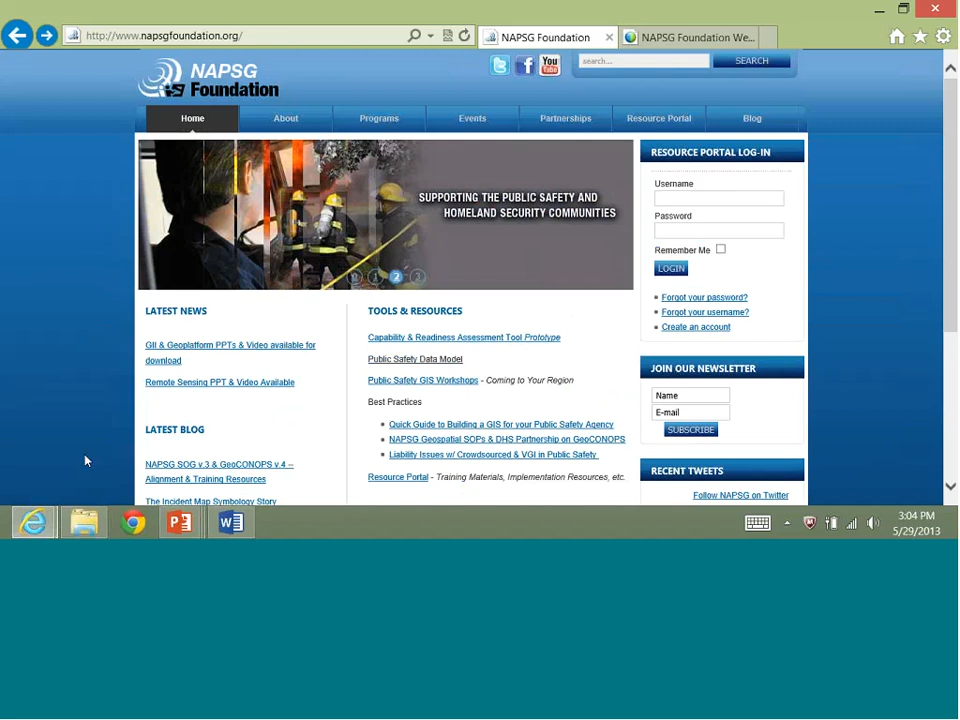 http://www.napsgfoundation.org/
NAPSG Foundation
NAPSG Foundation We...
NAPSG
Foundation
You
Tube
search...
SEARCH
Home
About
Programs
Events
Partnerships
Resource Portal
Blog
SUPPORTING THE PUBLIC SAFETY AND
HOMELAND SECURITY COMMUNITIES
1
2
3
RESOURCE PORTAL LOG-IN
Username
Password
Remember Me
LOGIN
Forgot your password?
Forgot your username?
Create an account
LATEST NEWS
GII & Geoplatform PPTs & Video available for
download
Remote Sensing PPT & Video Available
LATEST BLOG
NAPSG SOG v.3 & GeoCONOPS v.4 –
Alignment & Training Resources
The Incident Map Symbology Story
TOOLS & RESOURCES
Capability & Readiness Assessment Tool Prototype
Public Safety Data Model
Public Safety GIS Workshops - Coming to Your Region
Best Practices
Quick Guide to Building a GIS for your Public Safety Agency
NAPSG Geospatial SOPs & DHS Partnership on GeoCONOPS
Liability Issues w/ Crowdsourced & VGI in Public Safety
Resource Portal - Training Materials, Implementation Resources, etc.
JOIN OUR NEWSLETTER
Name
E-mail
SUBSCRIBE
RECENT TWEETS
Follow NAPSG on Twitter
3:04 PM
5/29/2013